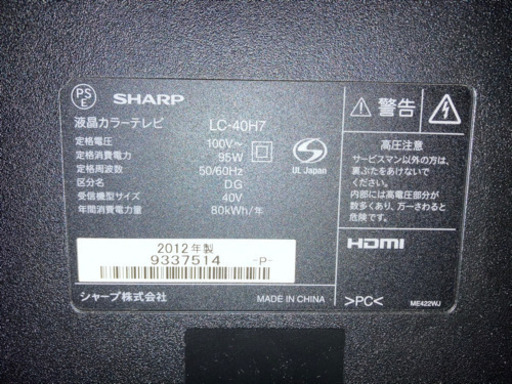 PS
E
SHARP
液晶カラーテレビ LC-40H7
定格電圧 100V~
定格消費電力 95W
定格周波数 50/60Hz
区分名 DG
受信機型サイズ 40V
年間消費電力量 80kWh/年
UL Japan
2012年製
9337514 -P-
シャープ株式会社 MADE IN CHINA
警告
高圧注意
サービスマン以外の方は、
裏ぶたをあけないで
ください。
内部には高電圧部分が
数多くあり、万一さわると
危険です。
HDMI
>PC< ME422WJ